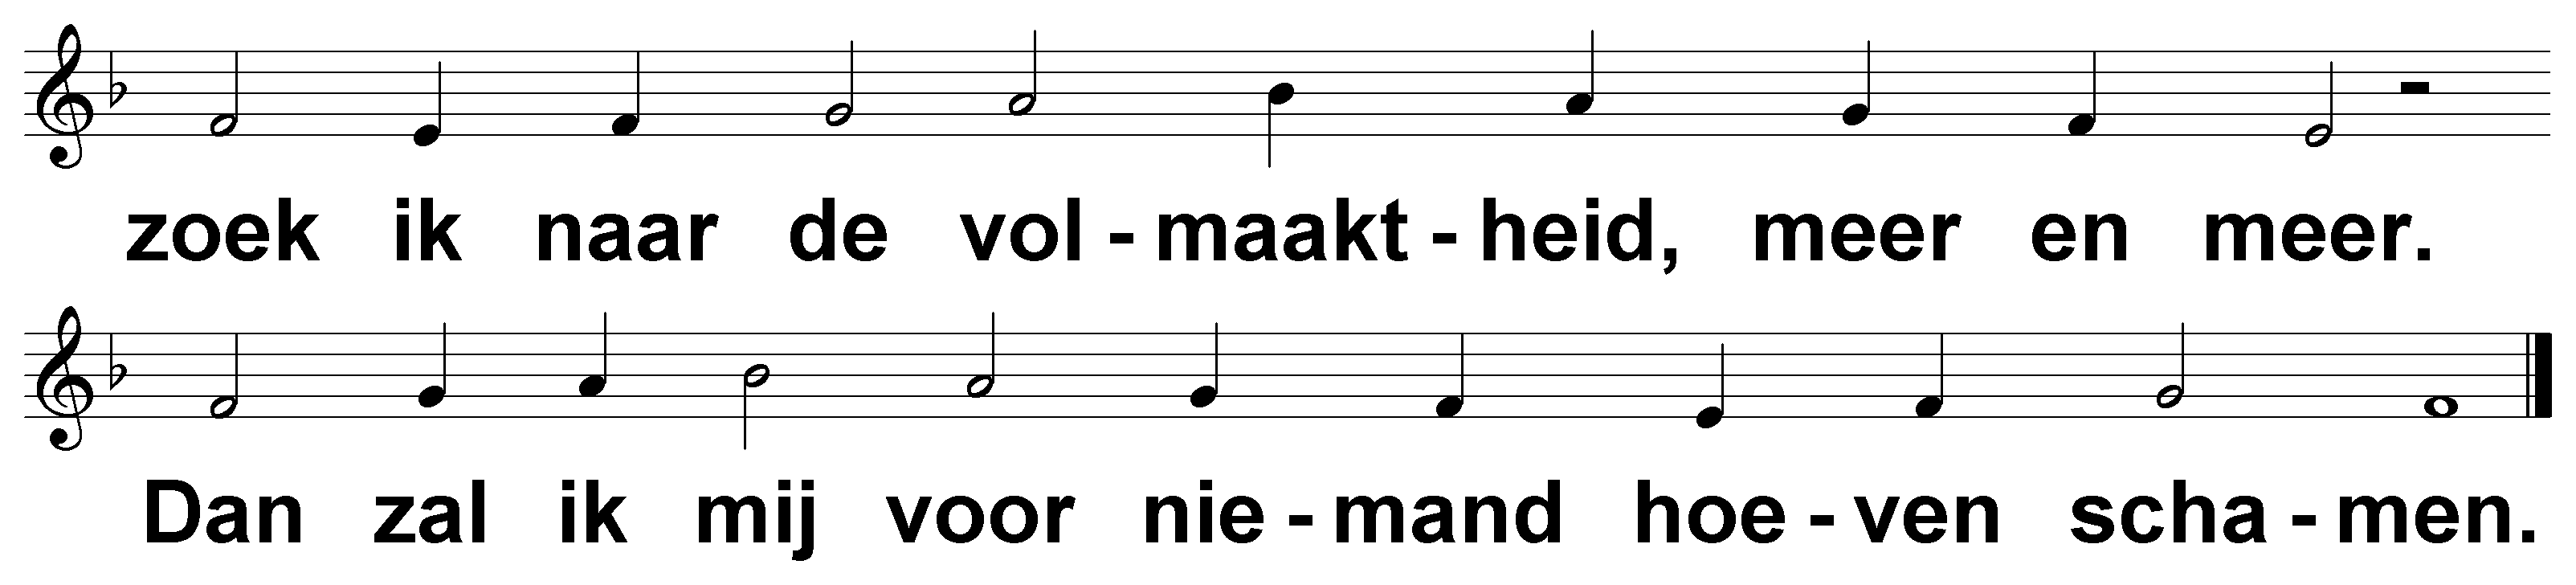 zoek ik naar de vol - maakt - heid, meer en meer.
Dan zal ik mij voor nie - mand hoe - ven scha - men.